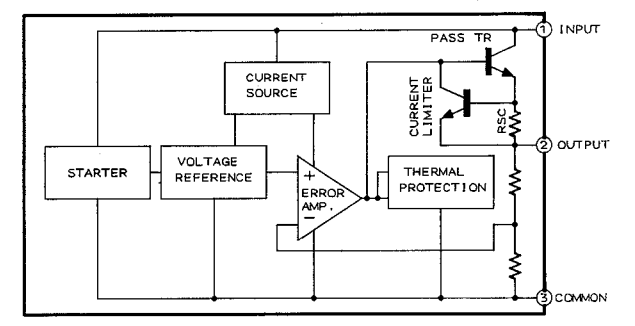 ① INPUT
PASS TR
CURRENT
SOURCE
CURRENT
LIMITER
RSC
② OUTPUT
STARTER
VOLTAGE
REFERENCE
+
ERROR
AMP.
−
THERMAL
PROTECTION
③ COMMON